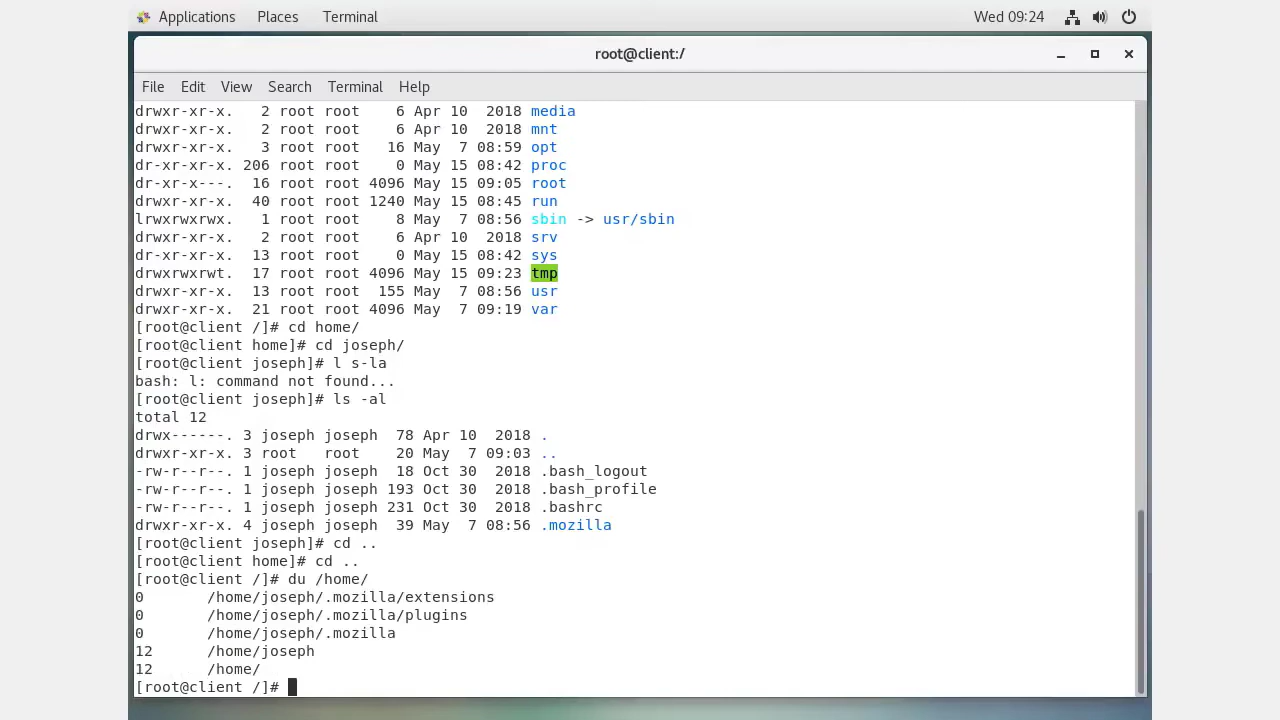 Applications Places Terminal Wed 09:24
root@client:/
File Edit View Search Terminal Help
drwxr-xr-x.   2 root root    6 Apr 10  2018 media
drwxr-xr-x.   2 root root    6 Apr 10  2018 mnt
drwxr-xr-x.   3 root root   16 May  7 08:59 opt
dr-xr-xr-x. 206 root root    0 May 15 08:42 proc
dr-xr-x---.  16 root root 4096 May 15 09:05 root
drwxr-xr-x.  40 root root 1240 May 15 08:45 run
lrwxrwxrwx.   1 root root    8 May  7 08:56 sbin -> usr/sbin
drwxr-xr-x.   2 root root    6 Apr 10  2018 srv
dr-xr-xr-x.  13 root root    0 May 15 08:42 sys
drwxrwxrwt.  17 root root 4096 May 15 09:23 tmp
drwxr-xr-x.  13 root root  155 May  7 08:56 usr
drwxr-xr-x.  21 root root 4096 May  7 09:19 var
[root@client /]# cd home/
[root@client home]# cd joseph/
[root@client joseph]# l s-la
bash: l: command not found...
[root@client joseph]# ls -al
total 12
drwx------. 3 joseph joseph  78 Apr 10  2018 .
drwxr-xr-x. 3 root   root    20 May  7 09:03 ..
-rw-r--r--. 1 joseph joseph  18 Oct 30  2018 .bash_logout
-rw-r--r--. 1 joseph joseph 193 Oct 30  2018 .bash_profile
-rw-r--r--. 1 joseph joseph 231 Oct 30  2018 .bashrc
drwxr-xr-x. 4 joseph joseph  39 May  7 08:56 .mozilla
[root@client joseph]# cd ..
[root@client home]# cd ..
[root@client /]# du /home/
0       /home/joseph/.mozilla/extensions
0       /home/joseph/.mozilla/plugins
0       /home/joseph/.mozilla
12      /home/joseph
12      /home/
[root@client /]#